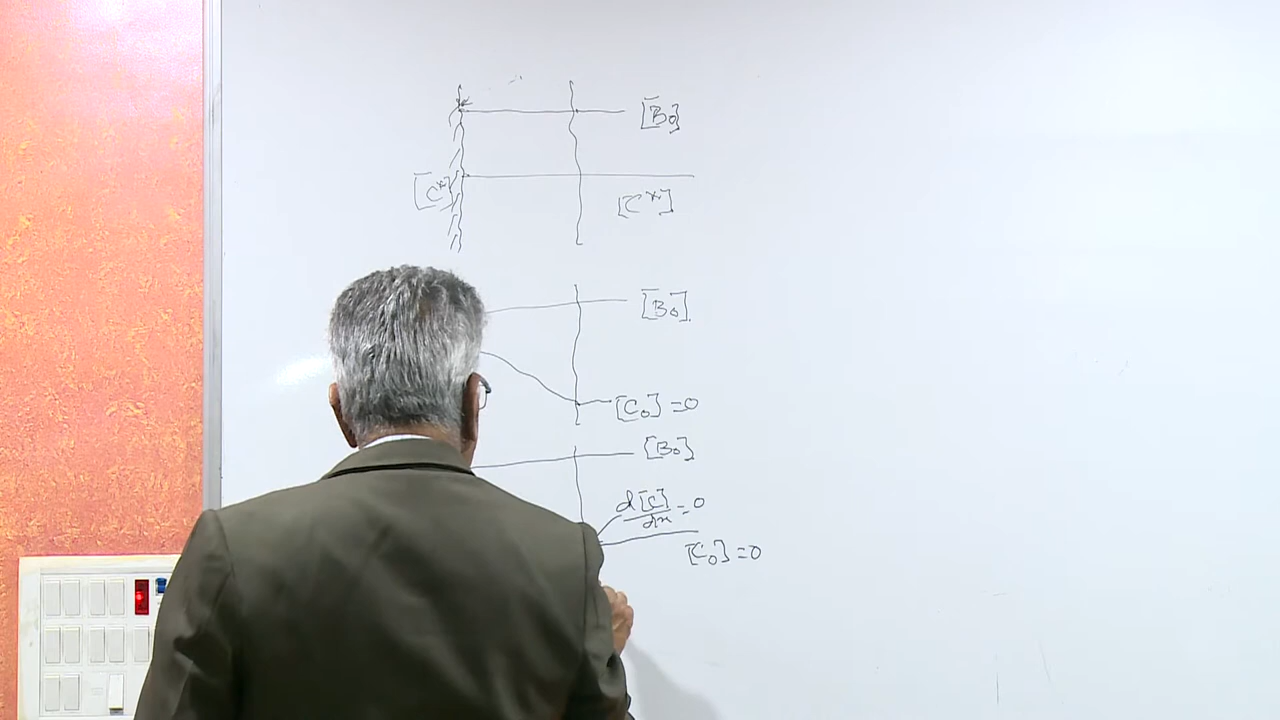 [B₀]
[C*]
[C*]
[B₀]
[C₀] = 0
[B₀]
d[C]/dx = 0
[C₀] = 0